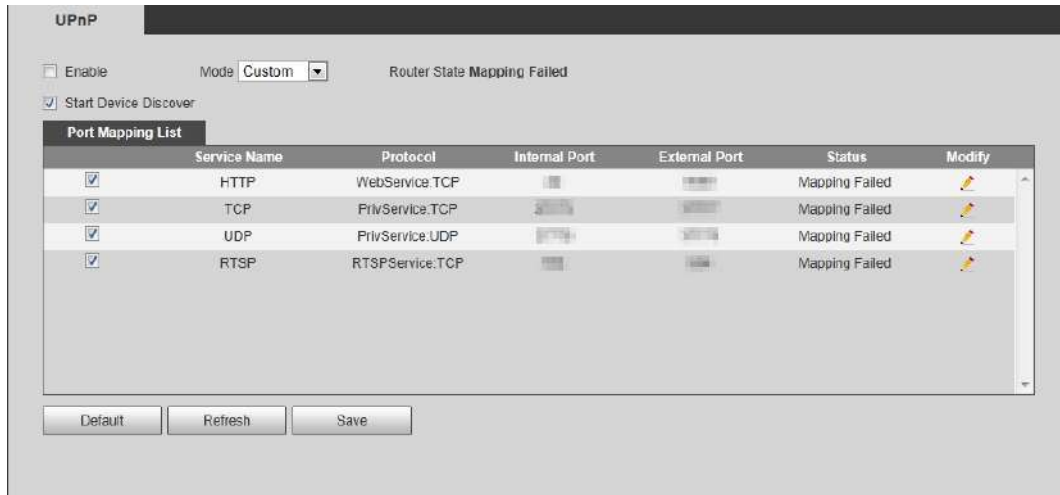 UPnP
Enable Mode Custom Router State Mapping Failed
Start Device Discover
Port Mapping List
Service Name Protocol Internal Port External Port Status Modify
HTTP WebService:TCP Mapping Failed
TCP PrivService:TCP Mapping Failed
UDP PrivService:UDP Mapping Failed
RTSP RTSPService:TCP Mapping Failed
Default Refresh Save